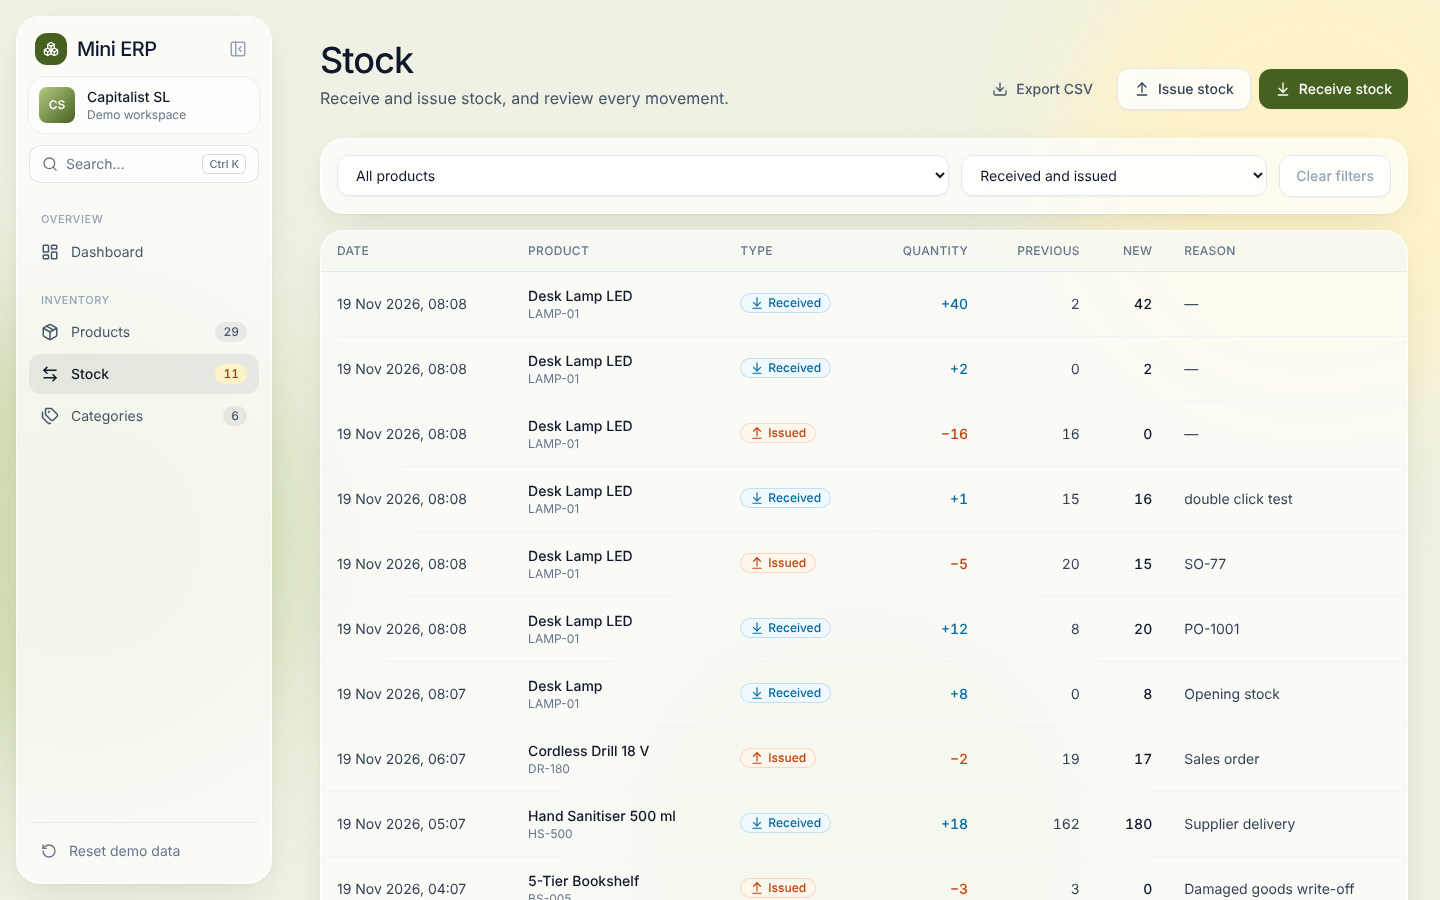 Mini ERP
CS
Capitalist SL
Demo workspace
Search...
Ctrl K
OVERVIEW
Dashboard
INVENTORY
Products 29
Stock 11
Categories 6
Reset demo data
Stock
Receive and issue stock, and review every movement.
Export CSV
Issue stock
Receive stock
All products
Received and issued
Clear filters
DATE PRODUCT TYPE QUANTITY PREVIOUS NEW REASON
19 Nov 2026, 08:08 Desk Lamp LED Received +40 2 42 —
LAMP-01
19 Nov 2026, 08:08 Desk Lamp LED Received +2 0 2 —
LAMP-01
19 Nov 2026, 08:08 Desk Lamp LED Issued −16 16 0 —
LAMP-01
19 Nov 2026, 08:08 Desk Lamp LED Received +1 15 16 double click test
LAMP-01
19 Nov 2026, 08:08 Desk Lamp LED Issued −5 20 15 SO-77
LAMP-01
19 Nov 2026, 08:08 Desk Lamp LED Received +12 8 20 PO-1001
LAMP-01
19 Nov 2026, 08:07 Desk Lamp Received +8 0 8 Opening stock
LAMP-01
19 Nov 2026, 06:07 Cordless Drill 18 V Issued −2 19 17 Sales order
DR-180
19 Nov 2026, 05:07 Hand Sanitiser 500 ml Received +18 162 180 Supplier delivery
HS-500
19 Nov 2026, 04:07 5-Tier Bookshelf Issued −3 3 0 Damaged goods write-off
BS-005